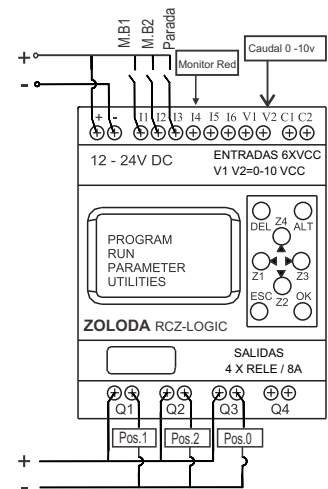 M.B1
M.B2
Parada
Monitor Red
Caudal 0 -10v
+
-
+ - I1 I2 I3 I4 I5 I6 V1 V2 C1 C2
12 - 24V DC
ENTRADAS 6XVCC
V1 V2=0-10 VCC
PROGRAM
RUN
PARAMETER
UTILITIES
DEL Z4 ALT
Z1 Z3
ESC Z2 OK
ZOLODA RCZ-LOGIC
SALIDAS
4 X RELE / 8A
Q1 Q2 Q3 Q4
Pos.1 Pos.2 Pos.0
+
-